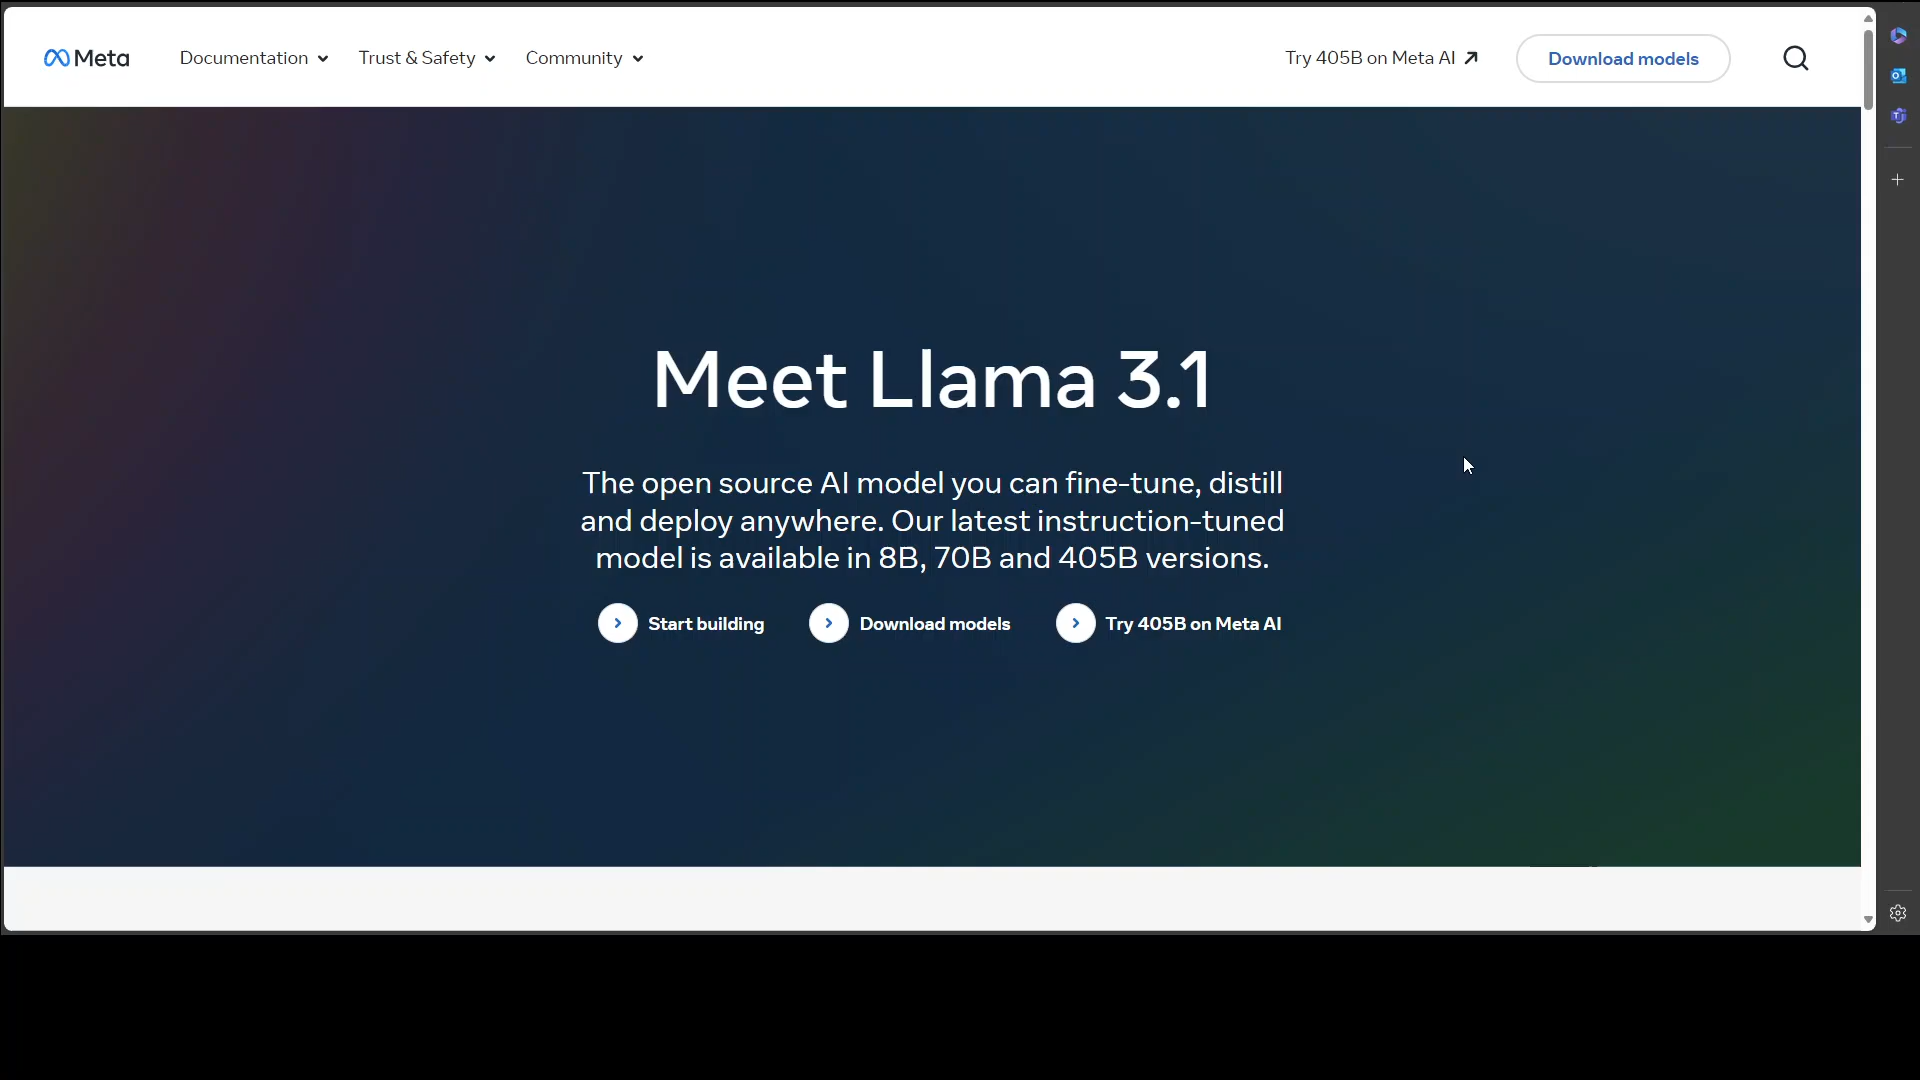 Meta
Documentation
Trust & Safety
Community
Try 405B on Meta AI
Download models
Meet Llama 3.1
The open source AI model you can fine-tune, distill
and deploy anywhere. Our latest instruction-tuned
model is available in 8B, 70B and 405B versions.
Start building
Download models
Try 405B on Meta AI